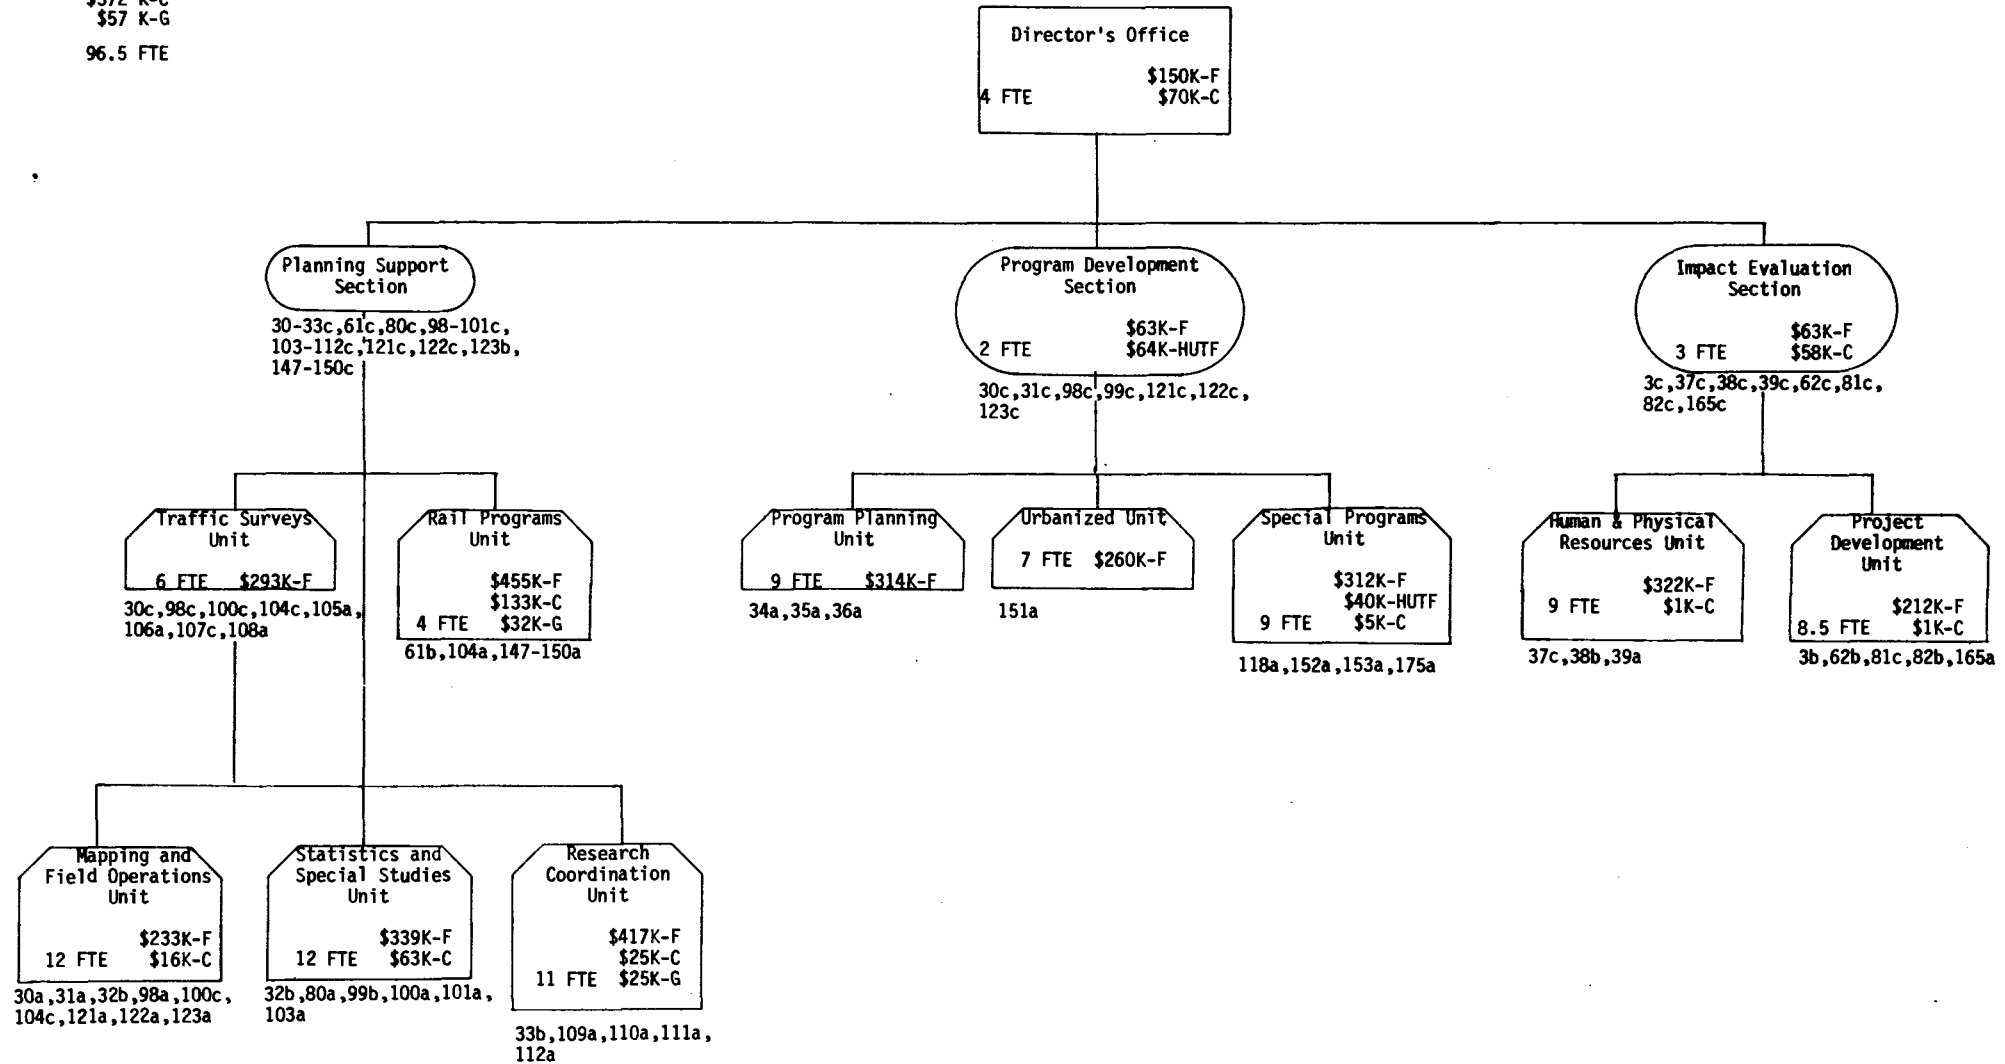 $372 K-C
$57 K-G
96.5 FTE
Director's Office
$150K-F
4 FTE $70K-C
Planning Support
Section
30-33c,61c,80c,98-101c,
103-112c,121c,122c,123b,
147-150c
Program Development
Section
$63K-F
2 FTE $64K-HUTF
30c,31c,98c,99c,121c,122c,
123c
Impact Evaluation
Section
$63K-F
3 FTE $58K-C
3c,37c,38c,39c,62c,81c,
82c,165c
Traffic Surveys
Unit
6 FTE $293K-F
30c,98c,100c,104c,105a,
106a,107c,108a
Rail Programs
Unit
$455K-F
$133K-C
4 FTE $32K-G
61b,104a,147-150a
Program Planning
Unit
9 FTE $314K-F
34a,35a,36a
Urbanized Unit
7 FTE $260K-F
151a
Special Programs
Unit
$312K-F
$40K-HUTF
9 FTE $5K-C
118a,152a,153a,175a
Human & Physical
Resources Unit
$322K-F
9 FTE $1K-C
37c,38b,39a
Project
Development
Unit
$212K-F
8.5 FTE $1K-C
3b,62b,81c,82b,165a
Mapping and
Field Operations
Unit
$233K-F
12 FTE $16K-C
30a,31a,32b,98a,100c,
104c,121a,122a,123a
Statistics and
Special Studies
Unit
$339K-F
12 FTE $63K-C
32b,80a,99b,100a,101a,
103a
Research
Coordination
Unit
$417K-F
$25K-C
11 FTE $25K-G
33b,109a,110a,111a,
112a